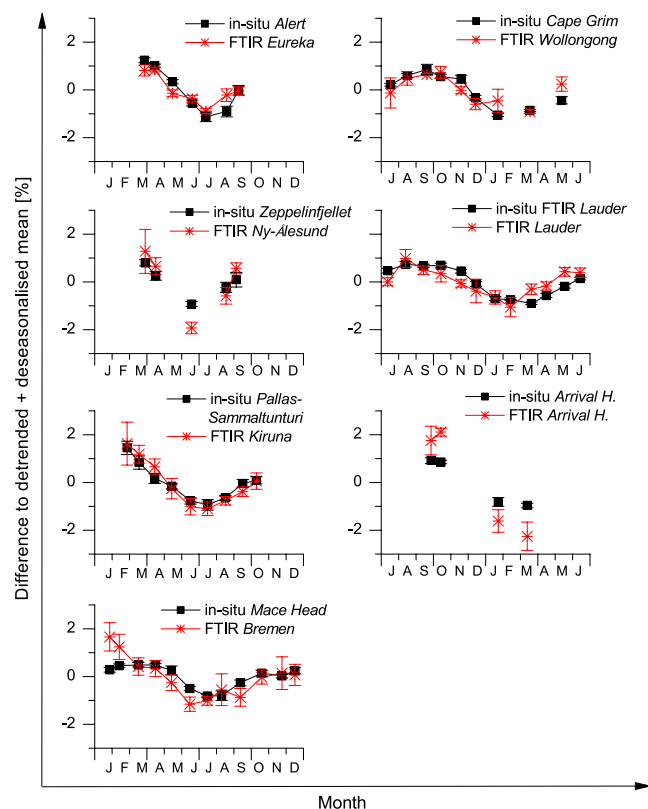 in-situ Alert
FTIR Eureka
2
0
-2
J F M A M J J A S O N D
in-situ Cape Grim
FTIR Wollongong
2
0
-2
J A S O N D J F M A M J
in-situ Zeppelinfjellet
FTIR Ny-Ålesund
2
0
-2
J F M A M J J A S O N D
in-situ FTIR Lauder
FTIR Lauder
2
0
-2
J A S O N D J F M A M J
in-situ Pallas-
Sammaltunturi
FTIR Kiruna
2
0
-2
J F M A M J J A S O N D
in-situ Arrival H.
FTIR Arrival H.
2
0
-2
J A S O N D J F M A M J
in-situ Mace Head
FTIR Bremen
2
0
-2
J F M A M J J A S O N D
Difference to detrended + deseasonalised mean [%]
Month